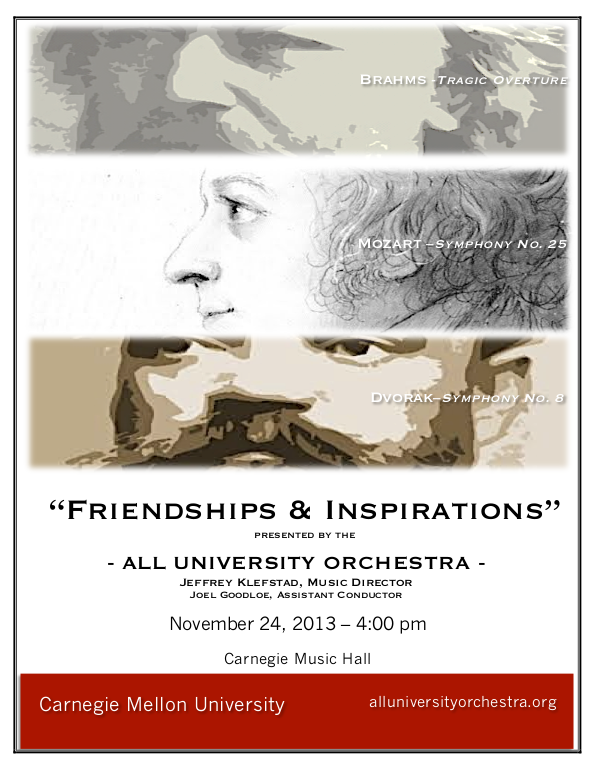 BRAHMS -TRAGIC OVERTURE
MOZART –SYMPHONY NO. 25
DVORAK–SYMPHONY NO. 8
“FRIENDSHIPS & INSPIRATIONS”
PRESENTED BY THE
- ALL UNIVERSITY ORCHESTRA -
JEFFREY KLEFSTAD, MUSIC DIRECTOR
JOEL GOODLOE, ASSISTANT CONDUCTOR
November 24, 2013 – 4:00 pm
Carnegie Music Hall
Carnegie Mellon University
alluniversityorchestra.org